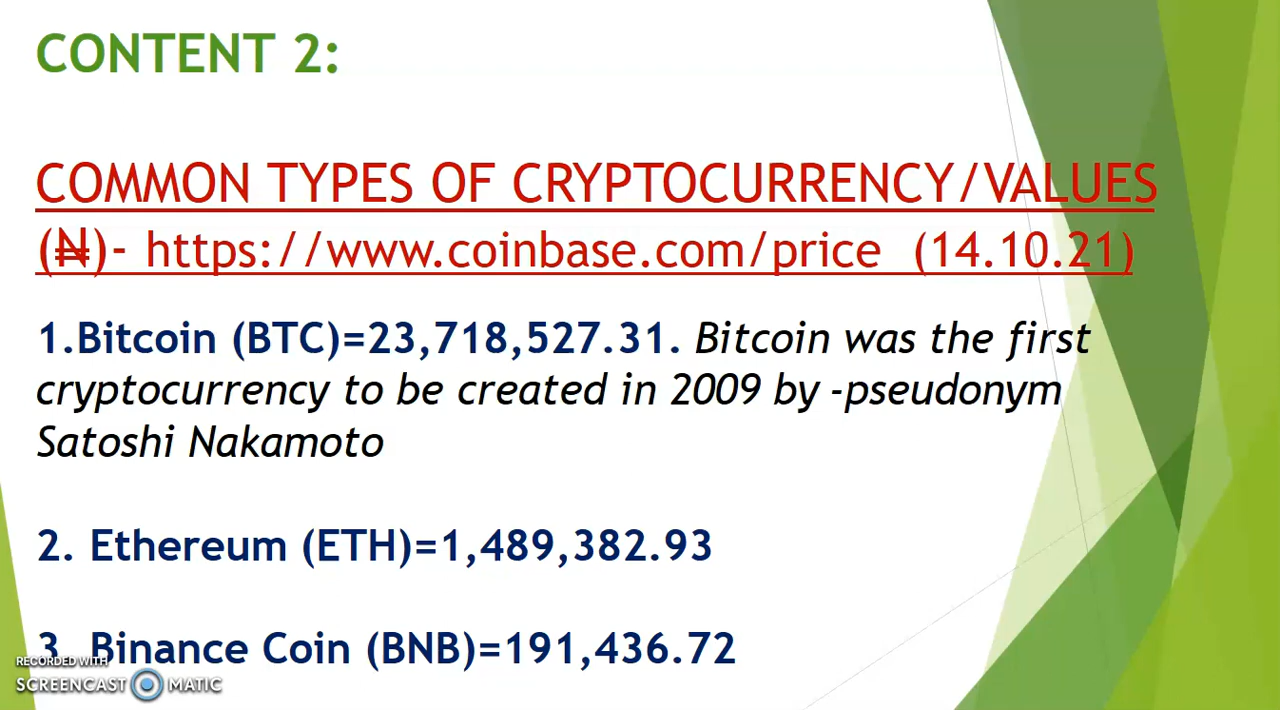 CONTENT 2:
COMMON TYPES OF CRYPTOCURRENCY/VALUES
(₦)- https://www.coinbase.com/price (14.10.21)
1.Bitcoin (BTC)=23,718,527.31. Bitcoin was the first
cryptocurrency to be created in 2009 by -pseudonym
Satoshi Nakamoto
2. Ethereum (ETH)=1,489,382.93
3. Binance Coin (BNB)=191,436.72
RECORDED WITH
SCREENCAST MATIC